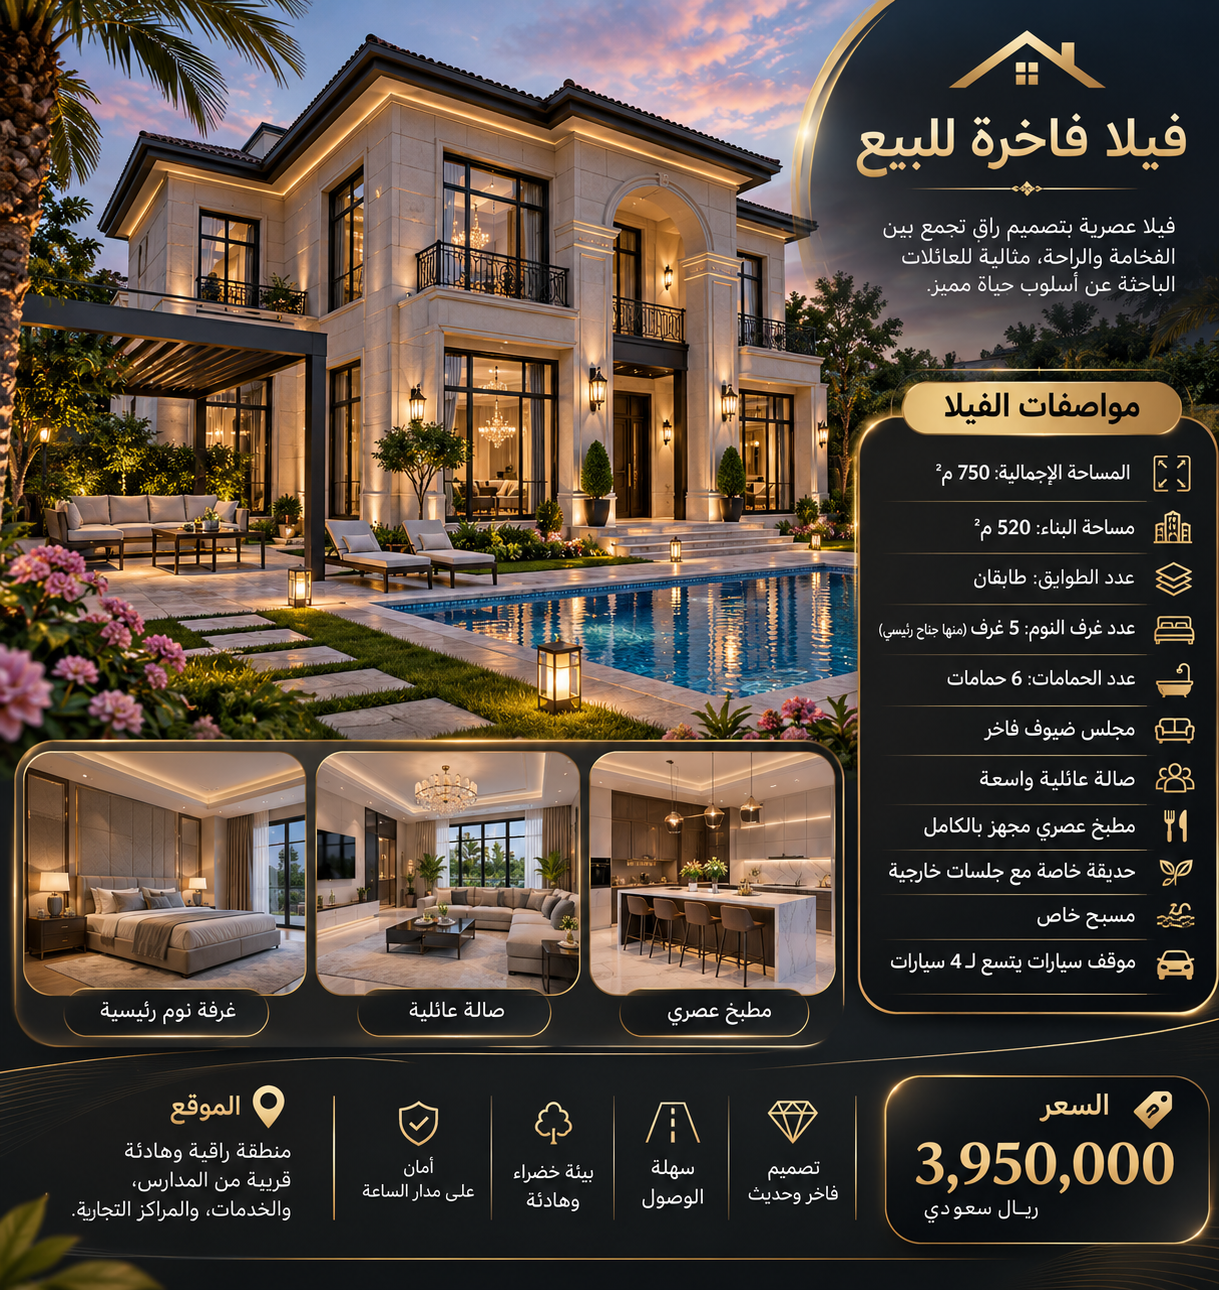 فيلا فاخرة للبيع
فيلا عصرية بتصميم راقٍ تجمع بين
الفخامة والراحة، مثالية للعائلات
الباحثة عن أسلوب حياة مميز.
مواصفات الفيلا
المساحة الإجمالية: 750 م²
مساحة البناء: 520 م²
عدد الطوابق: طابقان
عدد غرف النوم: 5 غرف (منها جناح رئيسي)
عدد الحمامات: 6 حمامات
مجلس ضيوف فاخر
صالة عائلية واسعة
مطبخ عصري مجهز بالكامل
حديقة خاصة مع جلسات خارجية
مسبح خاص
موقف سيارات يتسع لـ 4 سيارات
مطبخ عصري
صالة عائلية
غرفة نوم رئيسية
السعر
3,950,000
ريال سعودي
تصميم
فاخر وحديث
سهلة
الوصول
بيئة خضراء
وهادئة
أمان
على مدار الساعة
الموقع
منطقة راقية وهادئة
قريبة من المدارس،
والخدمات، والمراكز التجارية.